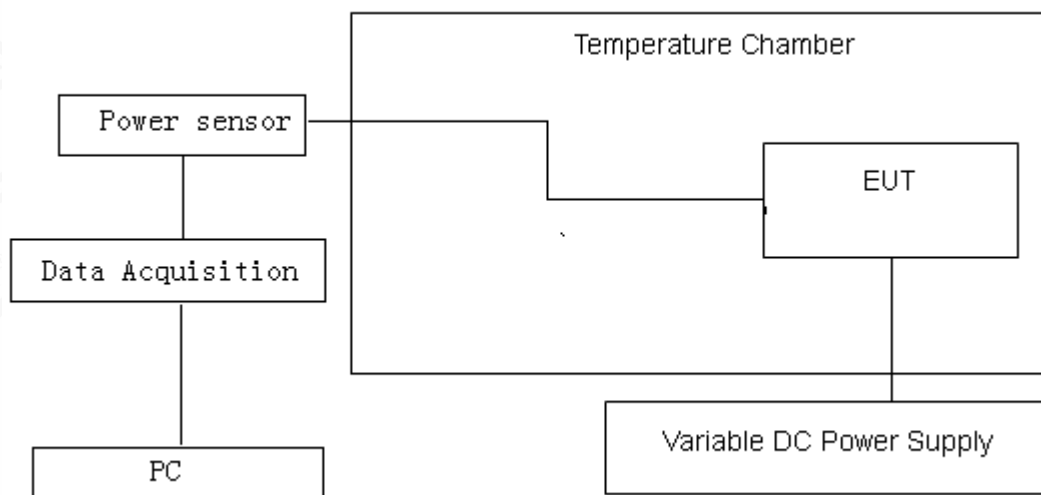 Temperature Chamber
Power sensor
EUT
Data Acquisition
Variable DC Power Supply
PC